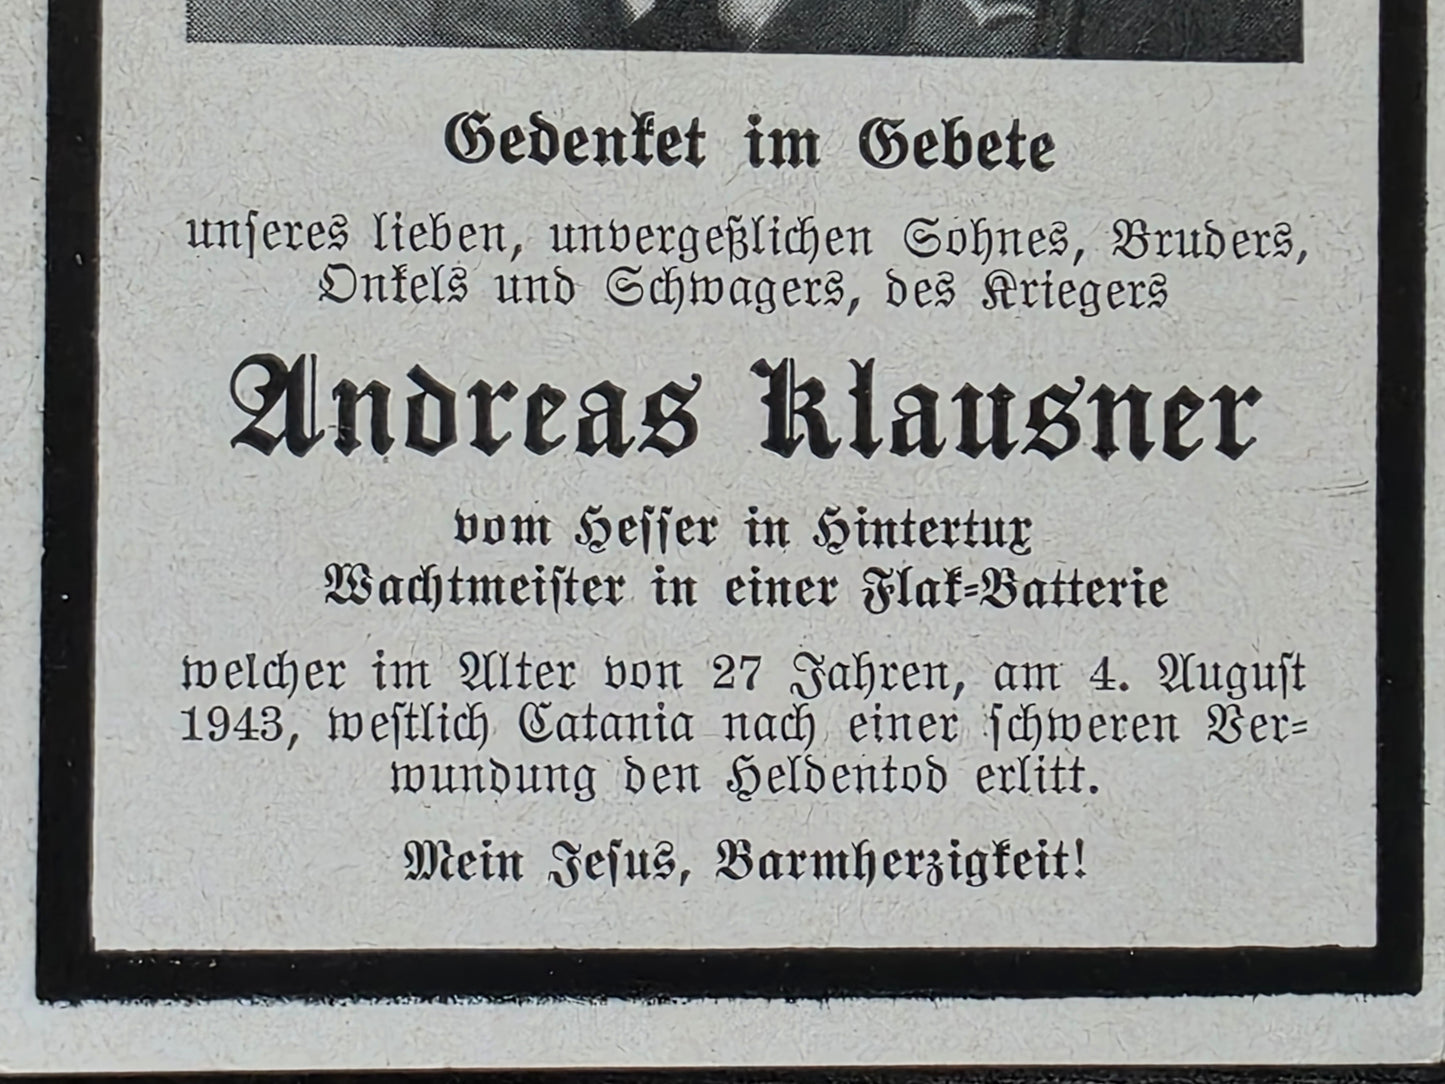 Gedenket im Gebete
unseres lieben, unvergeßlichen Sohnes, Bruders,
Onkels und Schwagers, des Kriegers
Andreas Klausner
vom Hesser in Hintertux
Wachtmeister in einer Flak-Batterie
welcher im Alter von 27 Jahren, am 4. August
1943, westlich Catania nach einer schweren Ver-
wundung den Heldentod erlitt.
Mein Jesus, Barmherzigkeit!